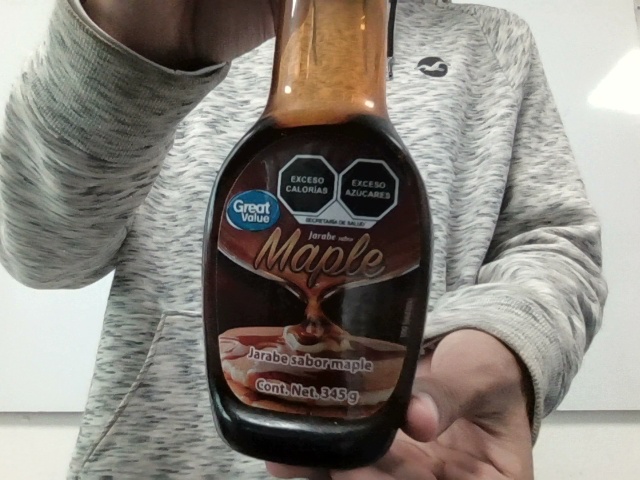 EXCESO
CALORÍAS
EXCESO
AZÚCARES
SECRETARÍA DE SALUD
Great
Value
Jarabe sabor
Maple
Jarabe sabor maple
Cont. Net. 345 g